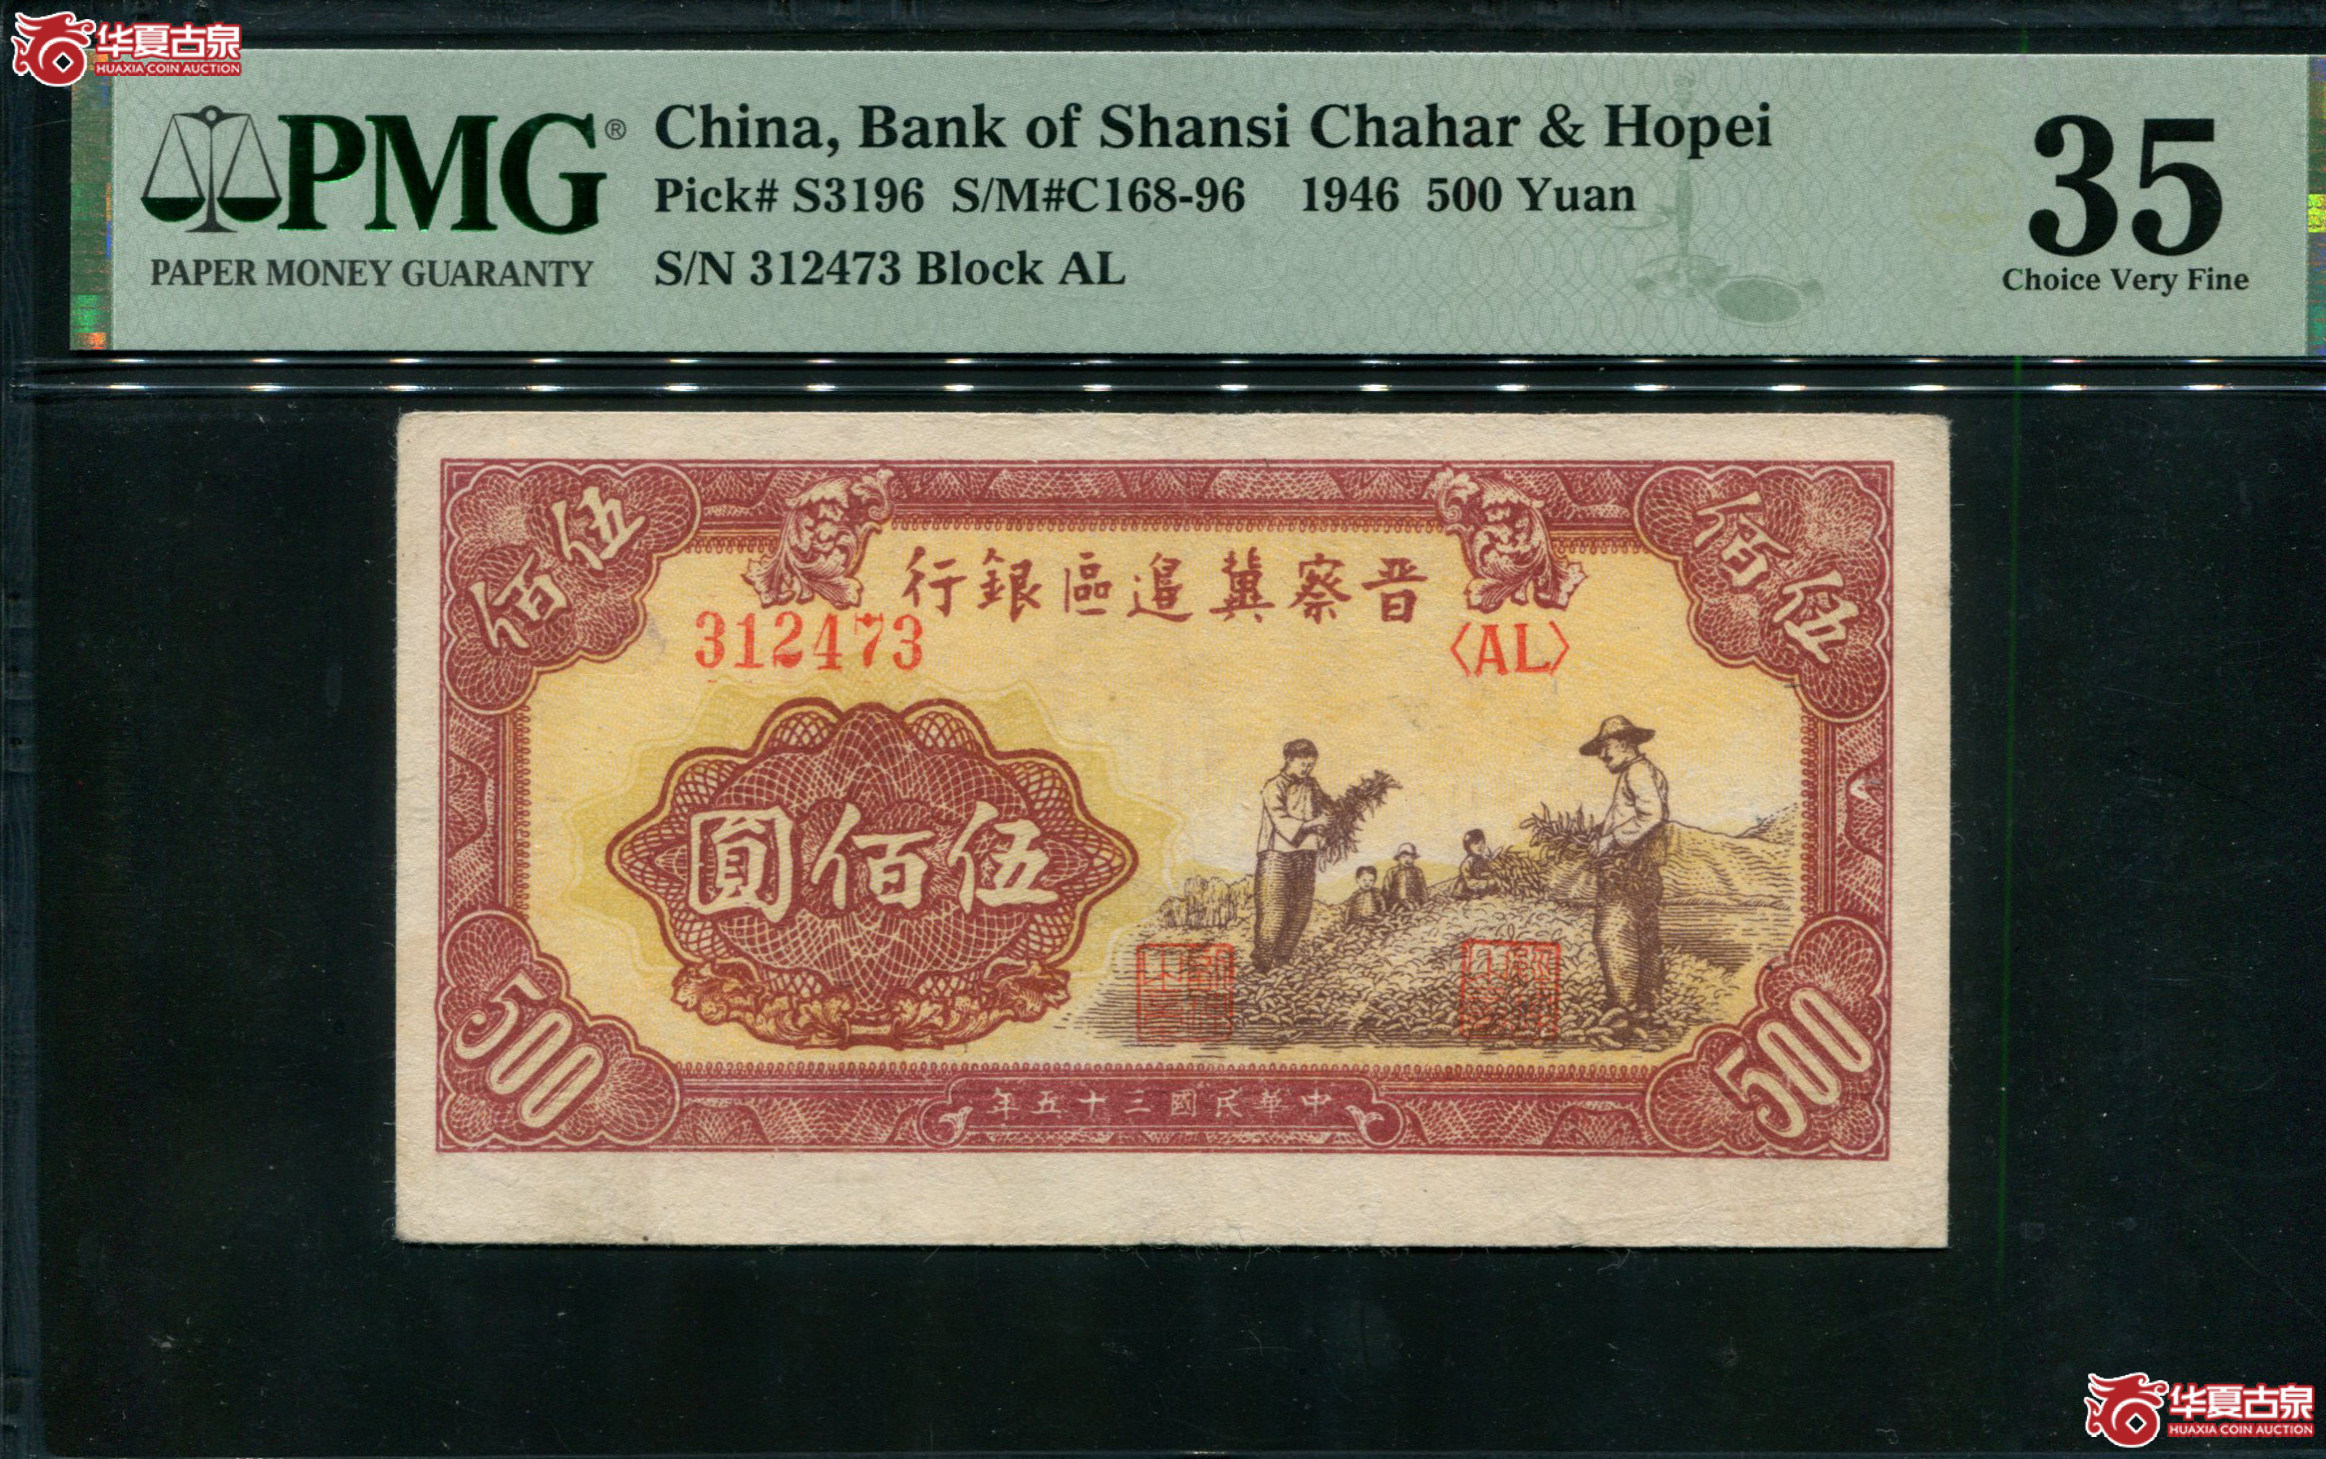 华夏古泉
HUAXIA COIN AUCTION
PMG®
PAPER MONEY GUARANTY
China, Bank of Shansi Chahar & Hopei
Pick# S3196 S/M#C168-96 1946 500 Yuan
S/N 312473 Block AL
35
Choice Very Fine
伍佰
佰伍
行銀區邉冀察晋
312473
〈AL〉
圓佰伍
500
500
年五十三國民華中
华夏古泉
HUAXIA COIN AUCTION